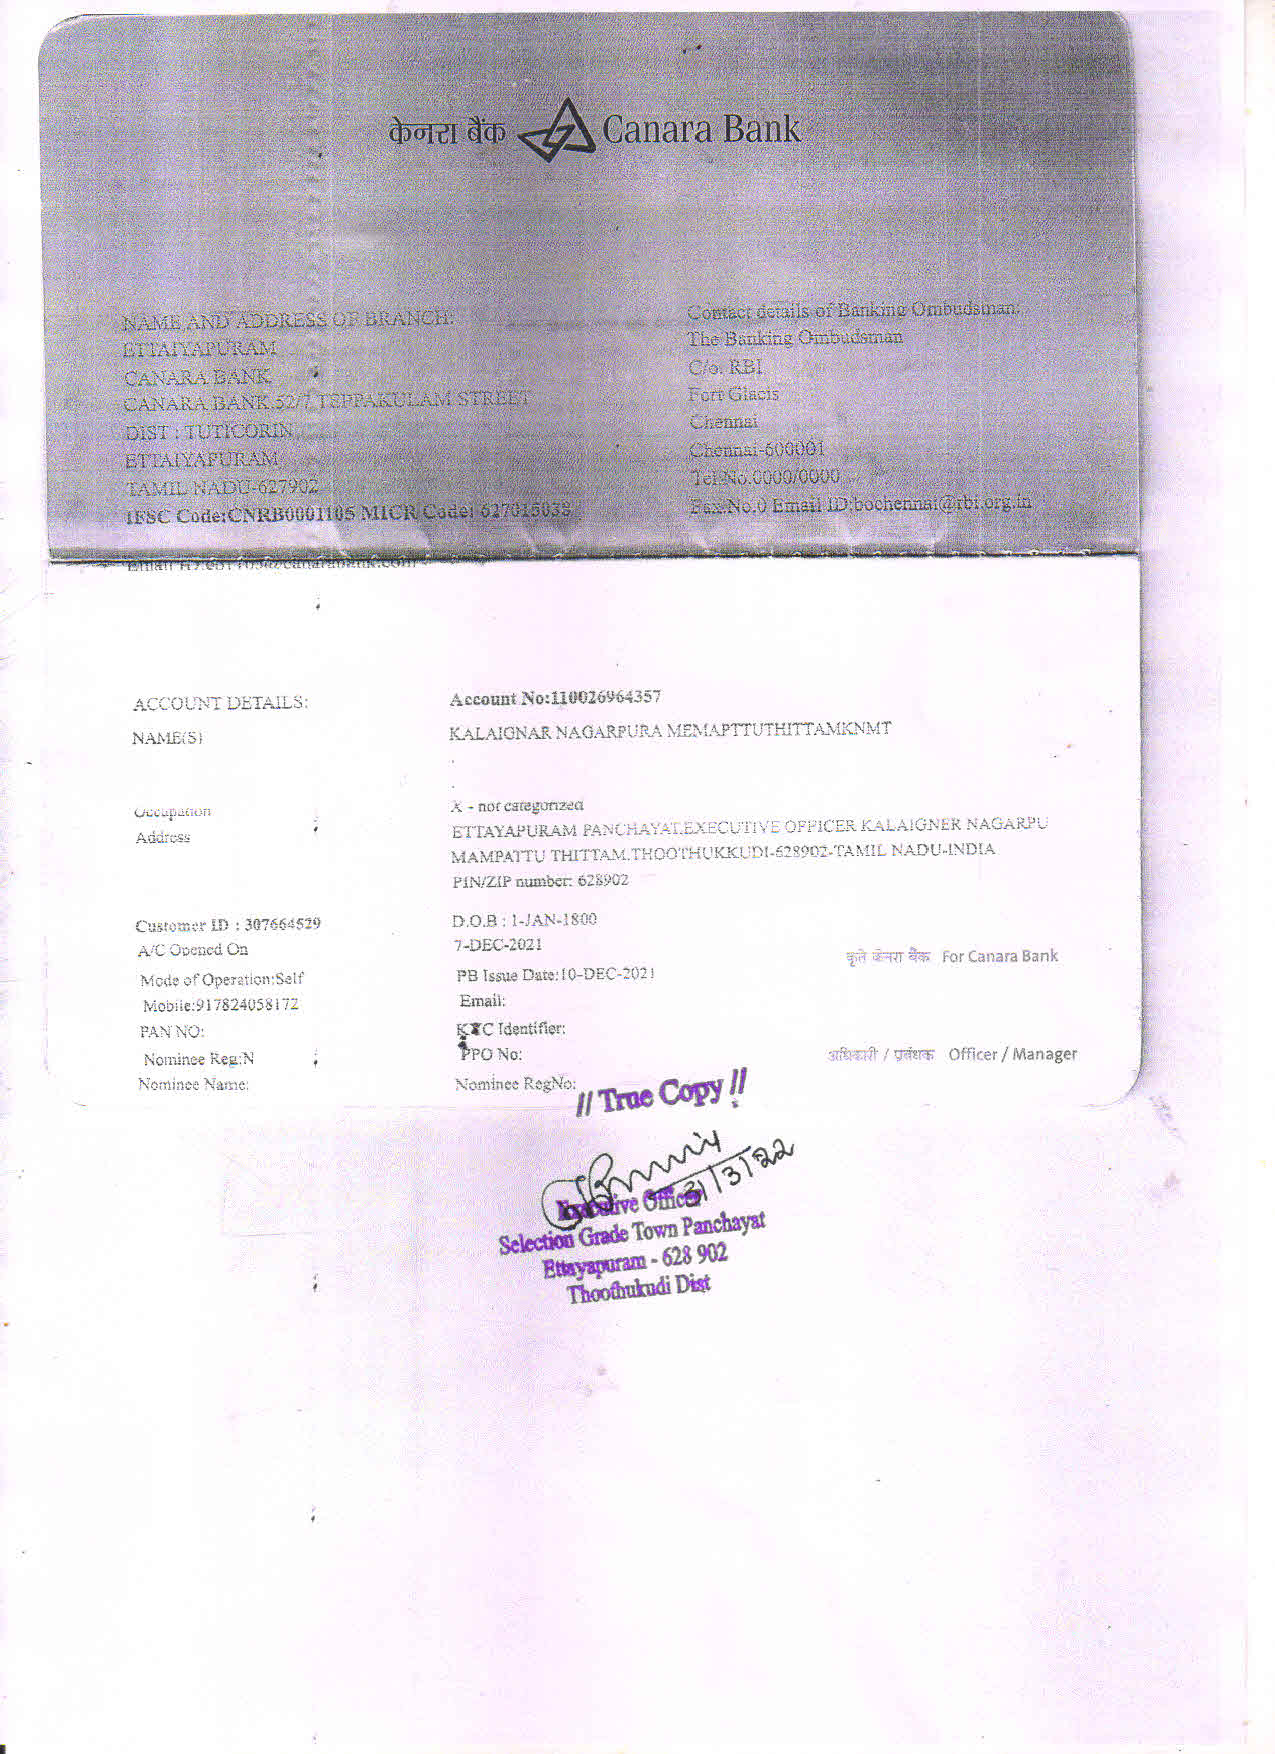 केनरा बैंक Canara Bank
NAME AND ADDRESS OF BRANCH:
ETTAIYAPURAM
CANARA BANK
CANARA BANK.52/7 TEPPAKULAM STREET
DIST : TUTICORIN
ETTAIYAPURAM
TAMIL NADU-627902
IFSC Code:CNRB0001105 MICR Code:
Contact details of Banking Ombudsman:
The Banking Ombudsman
C/o. RBI
Fort Glacis
Chennai
Chennai-600001
Tel.No.0000/0000
Fax.No.0 Email ID:bochennai@rbi.org.in
ACCOUNT DETAILS: Account No:110026964357
NAME(S) KALAIGNAR NAGARPURA MEMAPTTUTHITTAMKNMT
Occupation X - not categorized
Address ETTAYAPURAM PANCHAYAT.EXECUTIVE OFFICER KALAIGNER NAGARPU
MAMPATTU THITTAM.THOOTHUKKUDI-628902-TAMIL NADU-INDIA
PIN/ZIP number: 628902
Customer ID : 307664529 D.O.B : 1-JAN-1800
A/C Opened On 7-DEC-2021
Mode of Operation:Self PB Issue Date:10-DEC-2021
Mobile:917824058172 Email:
PAN NO: KYC Identifier:
Nominee Reg:N PPO No:
Nominee Name: Nominee RegNo:
कृते केनरा बैंक For Canara Bank
अधिकारी / प्रबंधक Officer / Manager
// True Copy //
31/3/22
Executive Officer
Selection Grade Town Panchayat
Ettayapuram - 628 902
Thoothukudi Dist